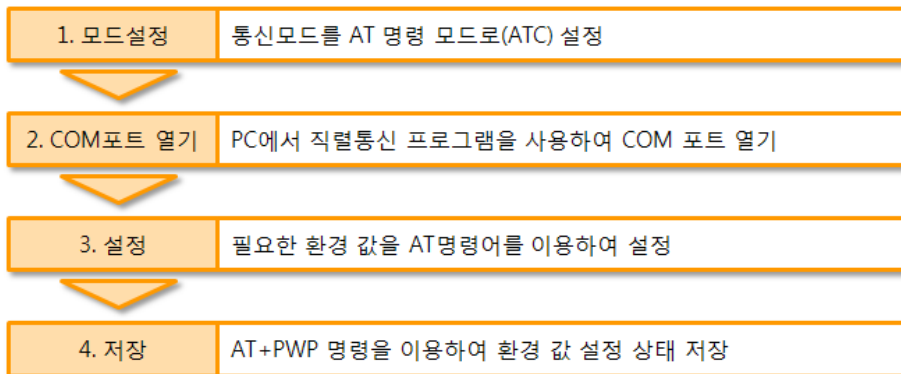 1. 모드설정 통신모드를 AT 명령 모드로(ATC) 설정
2. COM포트 열기 PC에서 직렬통신 프로그램을 사용하여 COM 포트 열기
3. 설정 필요한 환경 값을 AT명령어를 이용하여 설정
4. 저장 AT+PWP 명령을 이용하여 환경 값 설정 상태 저장